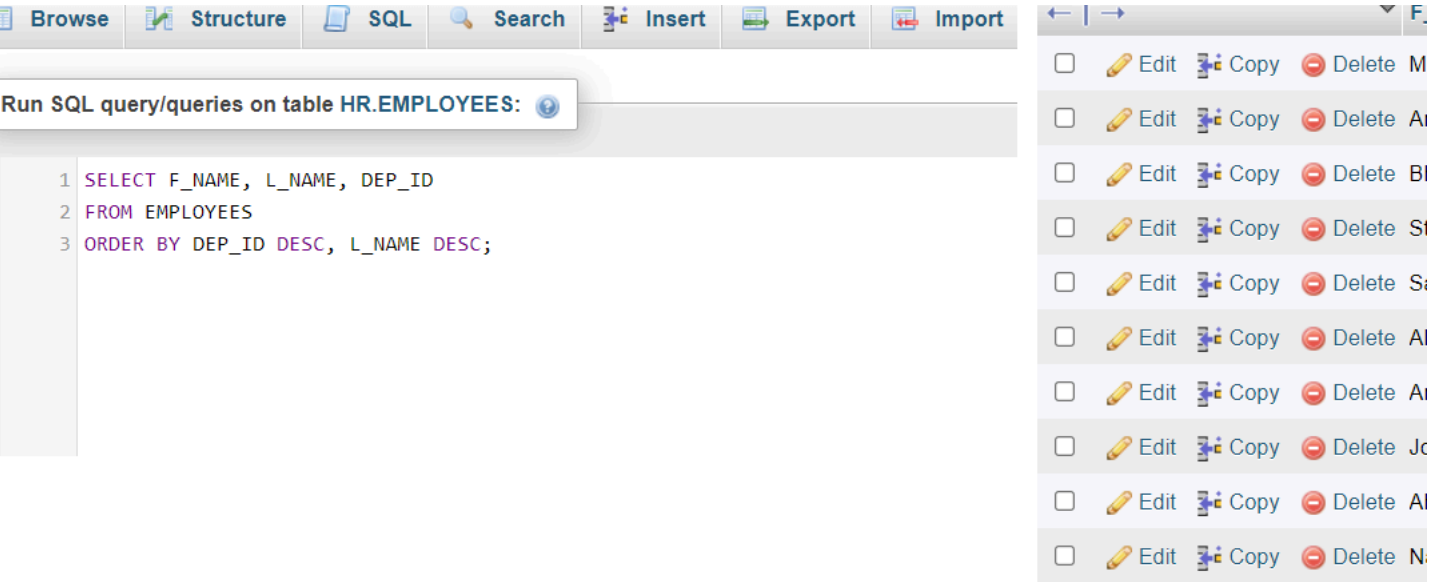 Browse Structure SQL Search Insert Export Import
Run SQL query/queries on table HR.EMPLOYEES:
1 SELECT F_NAME, L_NAME, DEP_ID
2 FROM EMPLOYEES
3 ORDER BY DEP_ID DESC, L_NAME DESC;
Edit Copy Delete
Edit Copy Delete
Edit Copy Delete
Edit Copy Delete
Edit Copy Delete
Edit Copy Delete
Edit Copy Delete
Edit Copy Delete
Edit Copy Delete
Edit Copy Delete